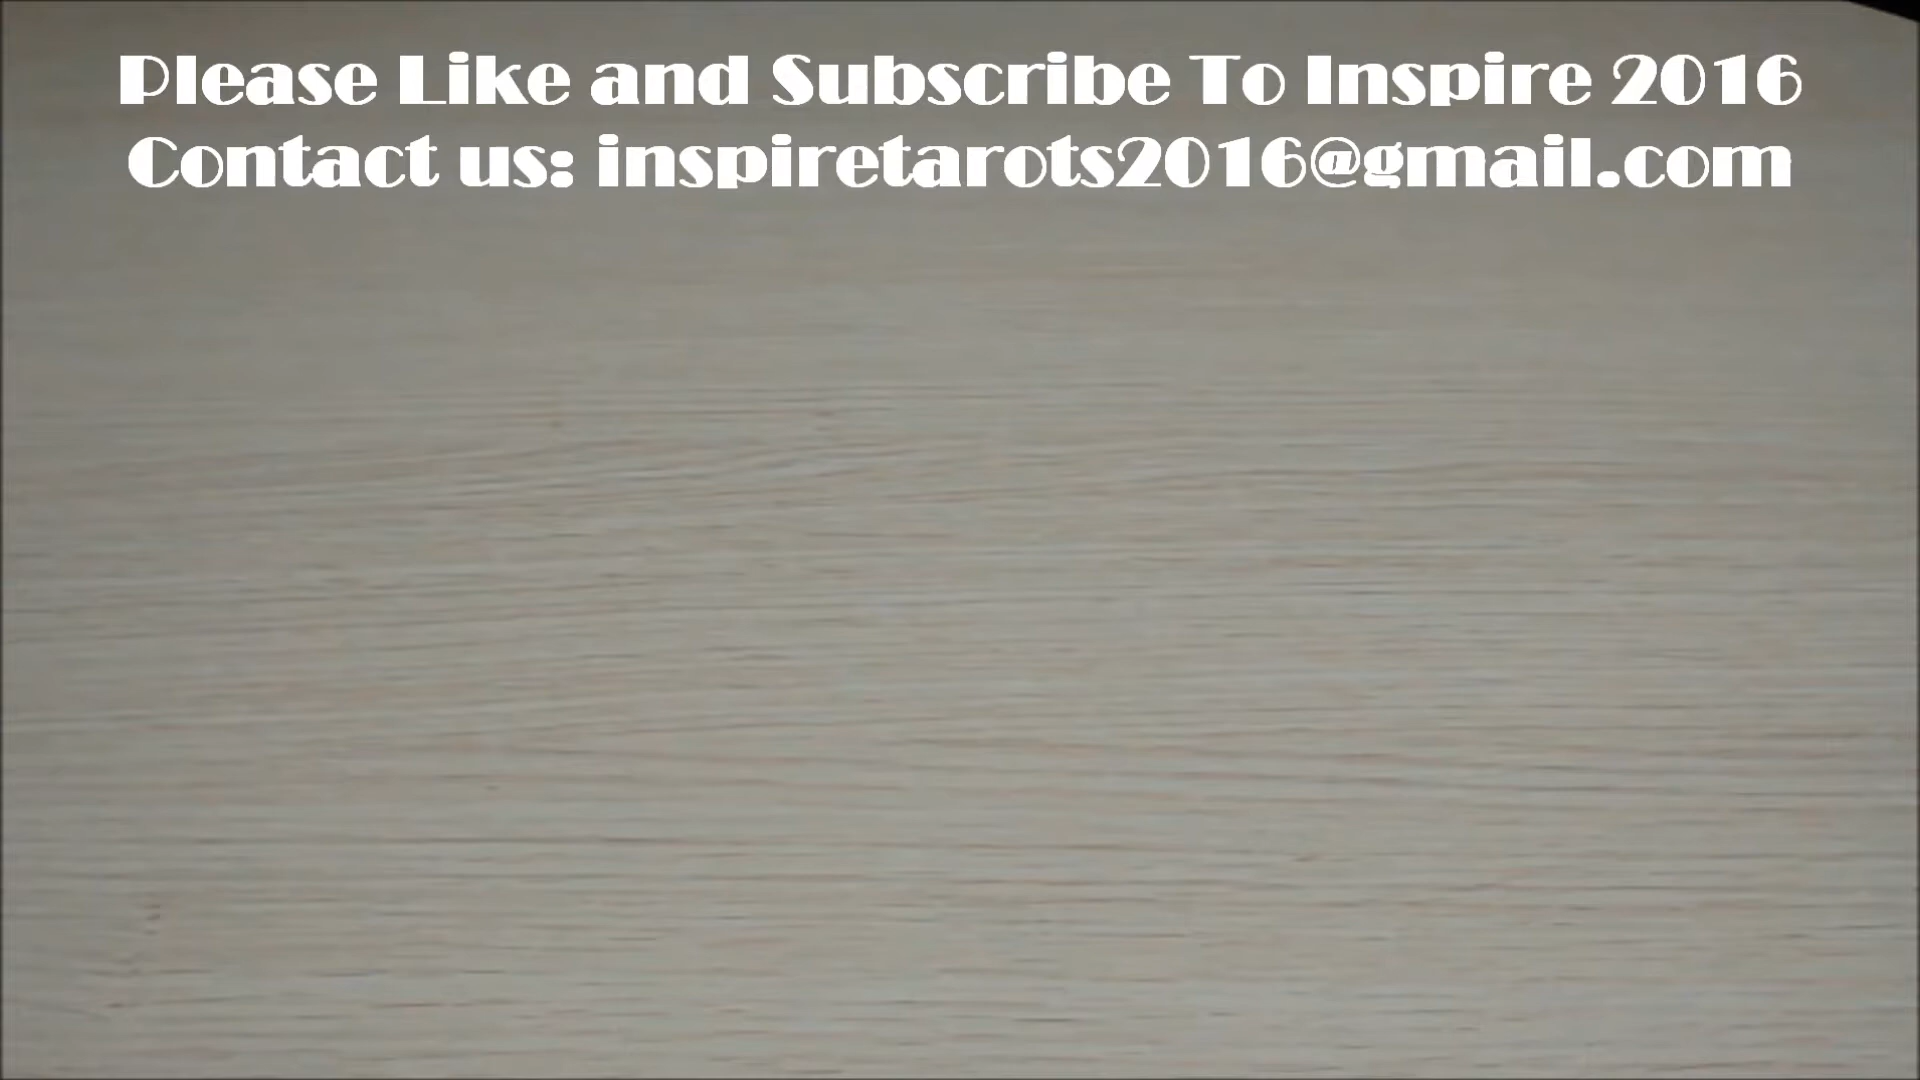 Please Like and Subscribe To Inspire 2016
Contact us: inspiretarots2016@gmail.com